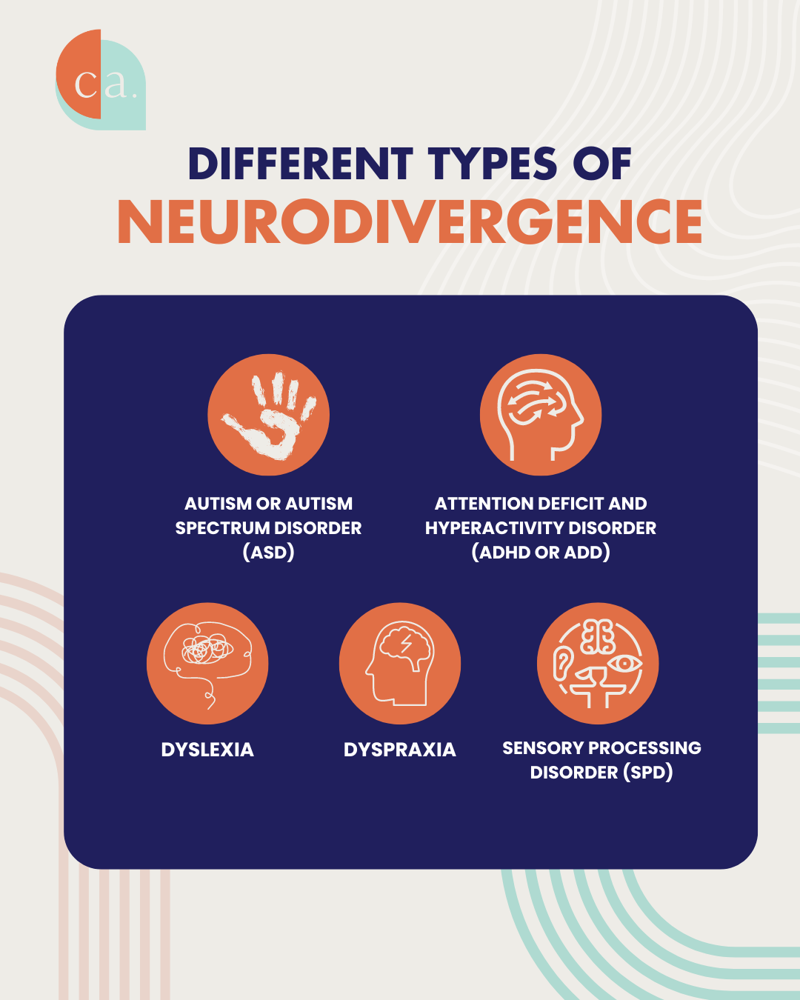 ca.
DIFFERENT TYPES OF
NEURODIVERGENCE
AUTISM OR AUTISM
SPECTRUM DISORDER
(ASD)
ATTENTION DEFICIT AND
HYPERACTIVITY DISORDER
(ADHD OR ADD)
DYSLEXIA
DYSPRAXIA
SENSORY PROCESSING
DISORDER (SPD)